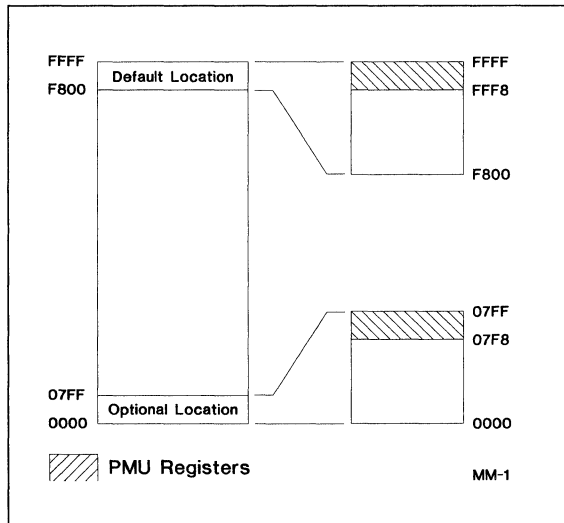 FFFF
Default Location
F800
07FF
Optional Location
0000
FFFF
FFF8
F800
07FF
07F8
0000
PMU Registers
MM-1